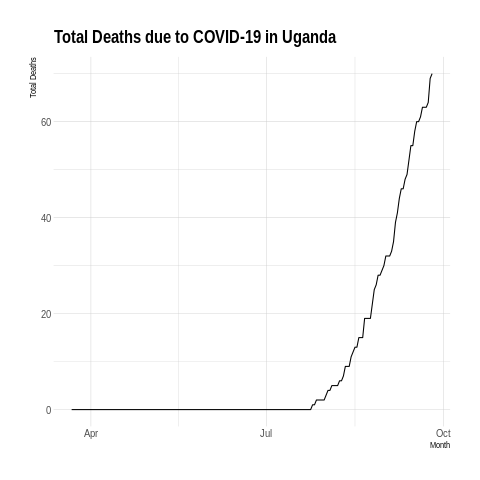 Total Deaths due to COVID-19 in Uganda
Total Deaths
60
40
20
0
Apr
Jul
Oct
Month